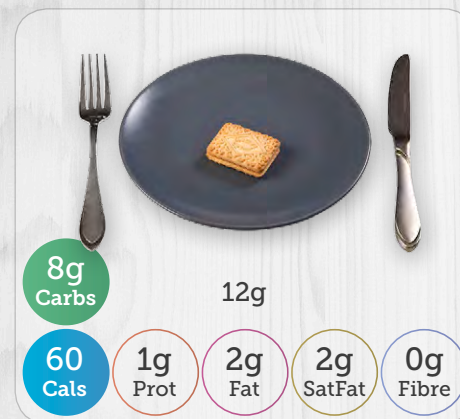 8g
Carbs
12g
60
Cals
1g
Prot
2g
Fat
2g
SatFat
0g
Fibre